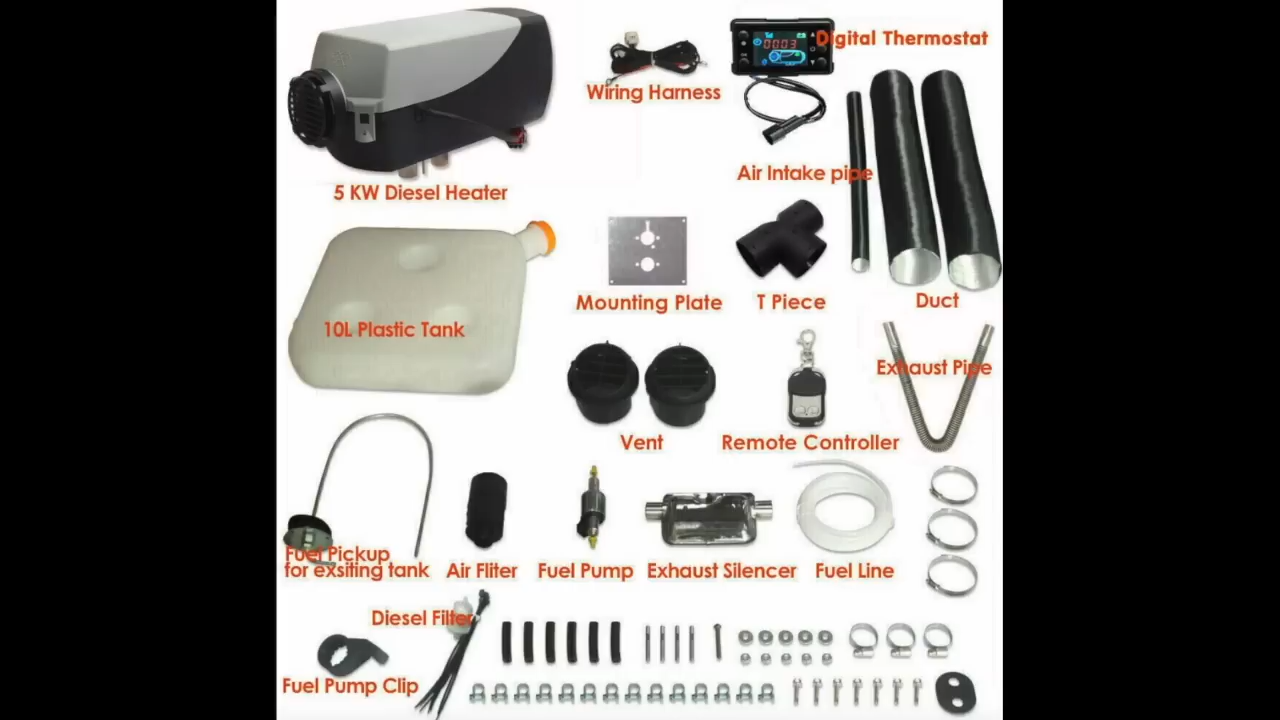 Digital Thermostat
0003
Wiring Harness
Air Intake pipe
5 KW Diesel Heater
Mounting Plate
T Piece
Duct
10L Plastic Tank
Exhaust Pipe
Vent
Remote Controller
Fuel Pickup
for exsiting tank
Air Fliter
Fuel Pump
Exhaust Silencer
Fuel Line
Diesel Filter
Fuel Pump Clip